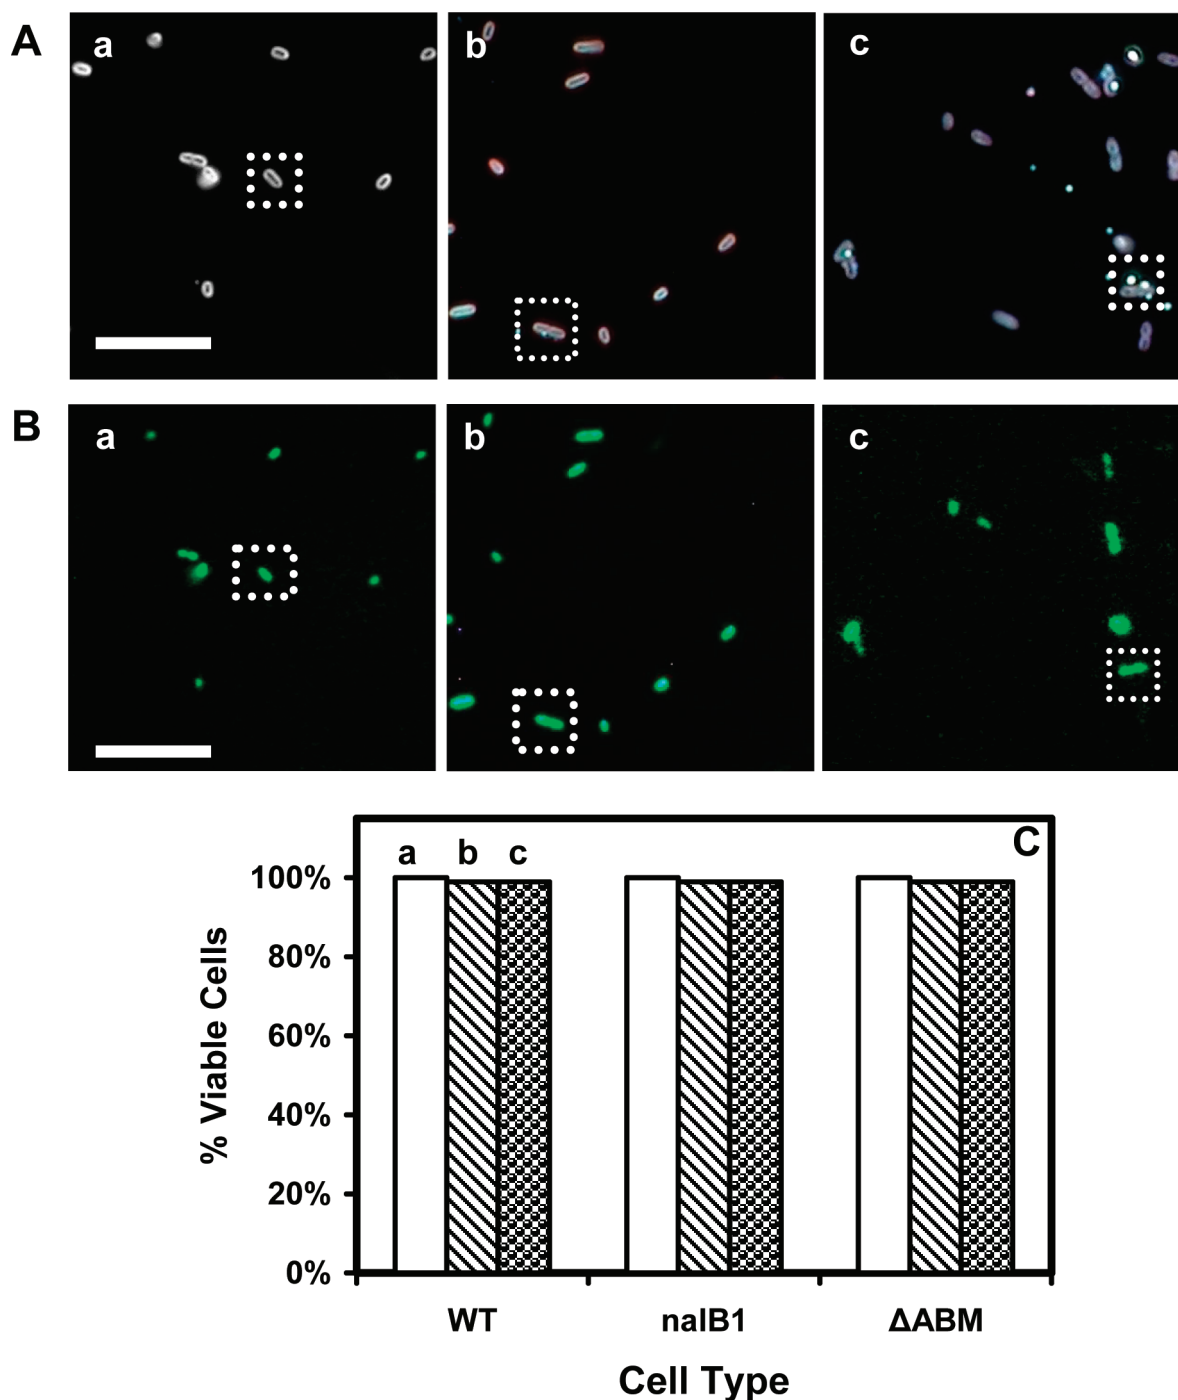 A
a
b
c
B
a
b
c
a b c
C
100%
80%
60%
40%
20%
0%
% Viable Cells
WT nalB1 ΔABM
Cell Type